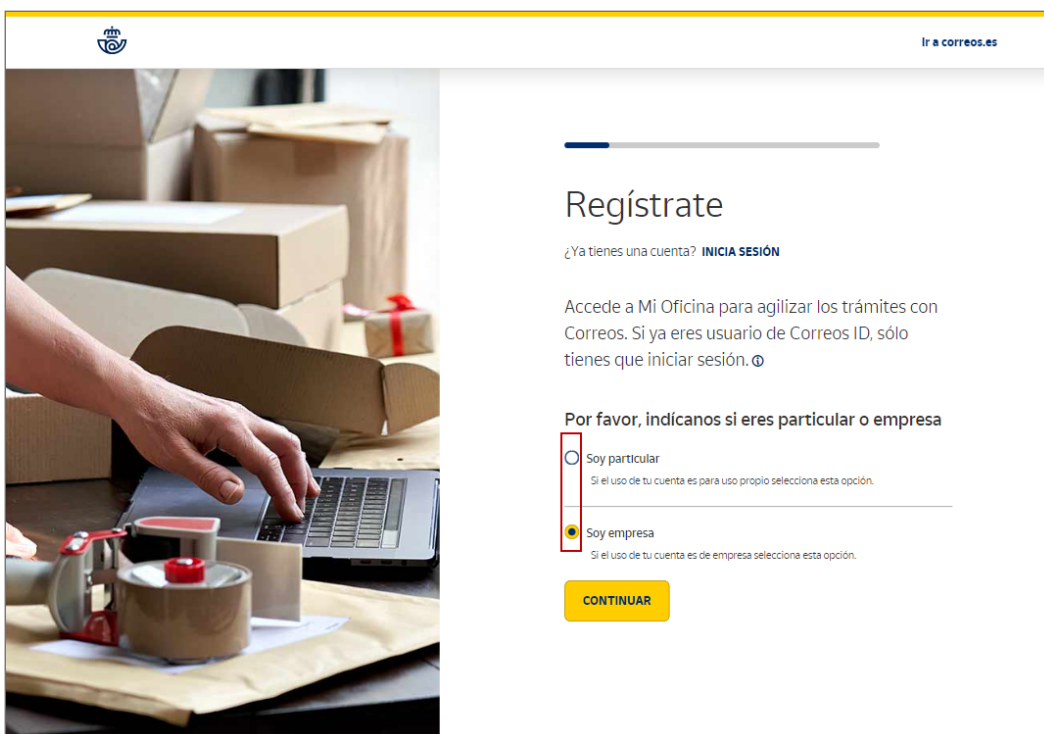 Ir a correos.es
Regístrate
¿Ya tienes una cuenta? INICIA SESIÓN
Accede a Mi Oficina para agilizar los trámites con
Correos. Si ya eres usuario de Correos ID, sólo
tienes que iniciar sesión.
Por favor, indícanos si eres particular o empresa
Soy particular
Si el uso de tu cuenta es para uso propio selecciona esta opción.
Soy empresa
Si el uso de tu cuenta es de empresa selecciona esta opción.
CONTINUAR